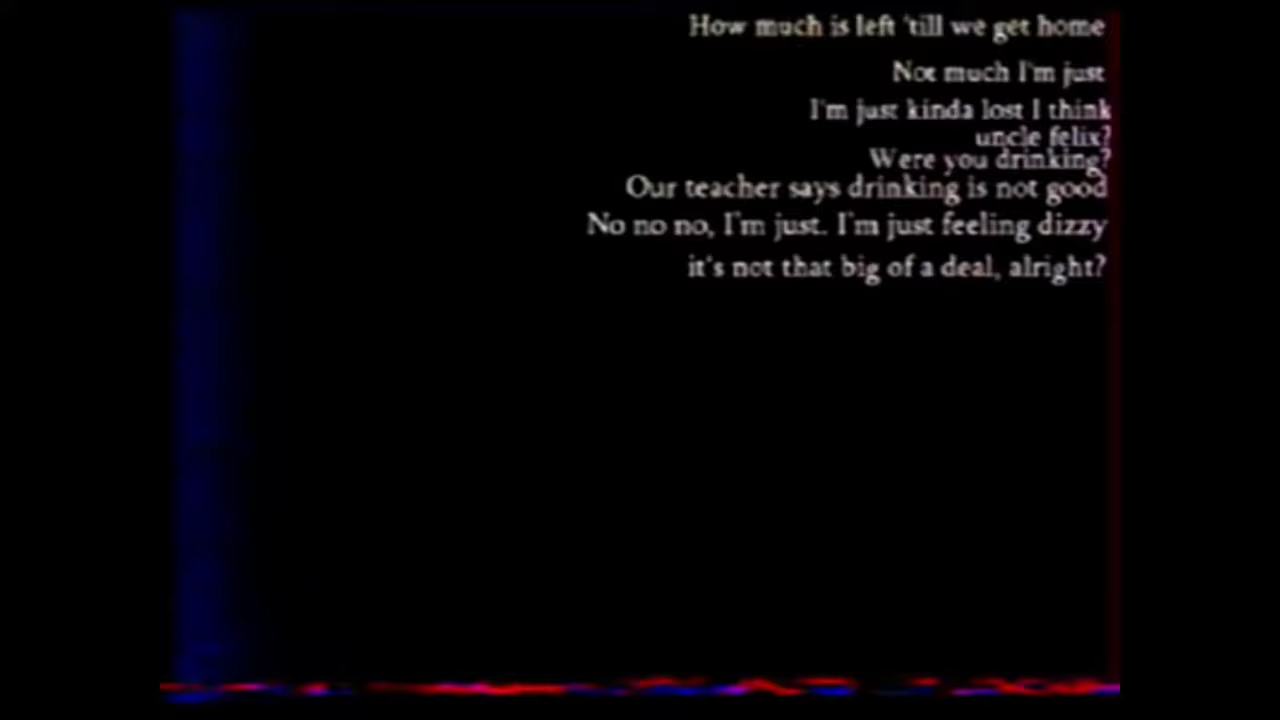 How much is left 'till we get home
Not much I'm just
I'm just kinda lost I think
uncle felix?
Were you drinking?
Our teacher says drinking is not good
No no no, I'm just. I'm just feeling dizzy
it's not that big of a deal, alright?